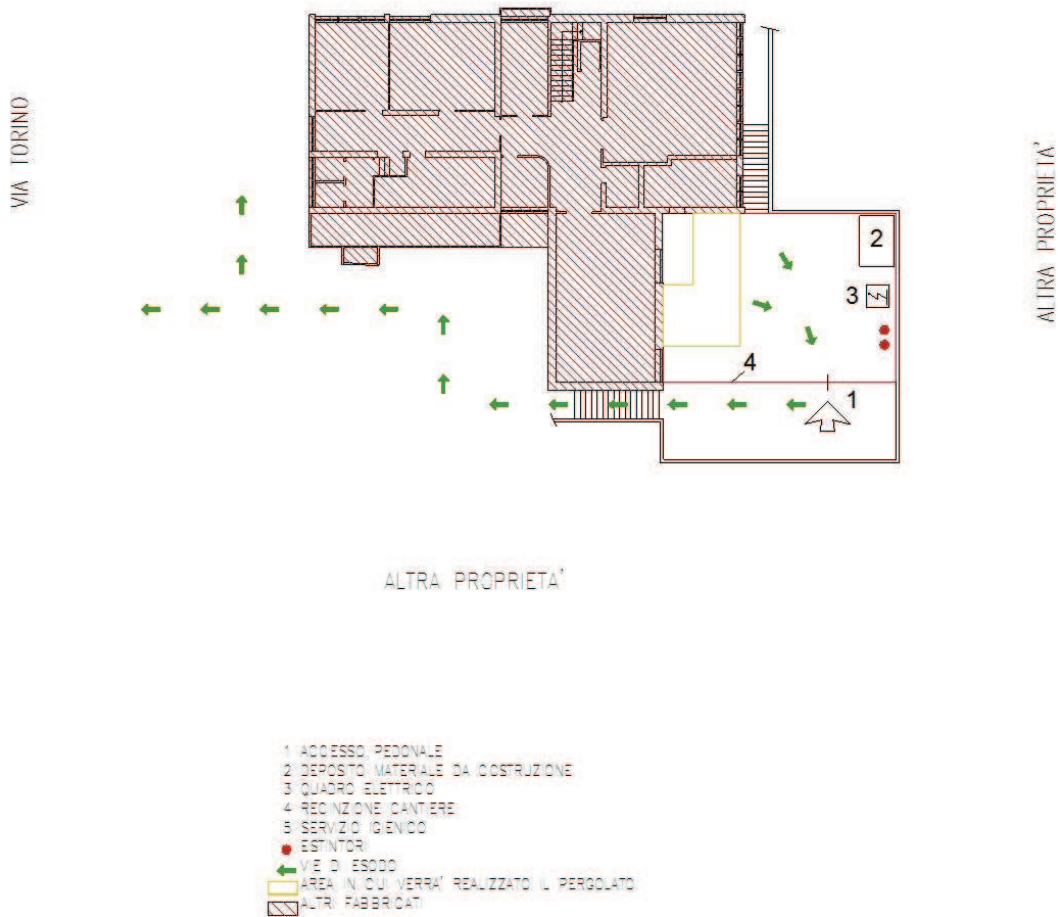 VIA TORINO
ALTRA PROPRIETA'
2
3
4
1
ALTRA PROPRIETA'
1 ACCESSO PEDONALE
2 DEPOSITO MATERIALE DA COSTRUZIONE
3 QUADRO ELETTRICO
4 RECINZIONE CANTIERE
5 SERVIZIO IGIENICO
ESTINTORI
VIE DI ESODO
AREA IN CUI VERRA' REALIZZATO IL PERGOLATO
ALTRI FABBRICATI